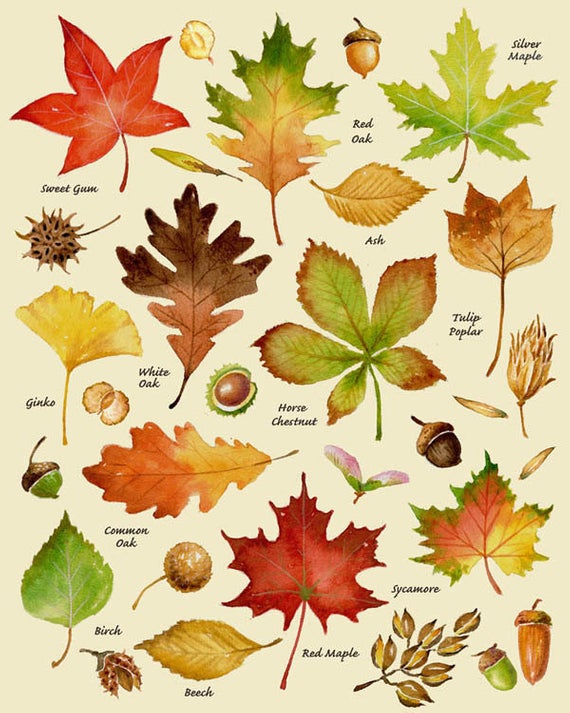 Silver
Maple
Red
Oak
Sweet Gum
Ash
Tulip
Poplar
White
Oak
Ginko
Horse
Chestnut
Common
Oak
Sycamore
Birch
Red Maple
Beech